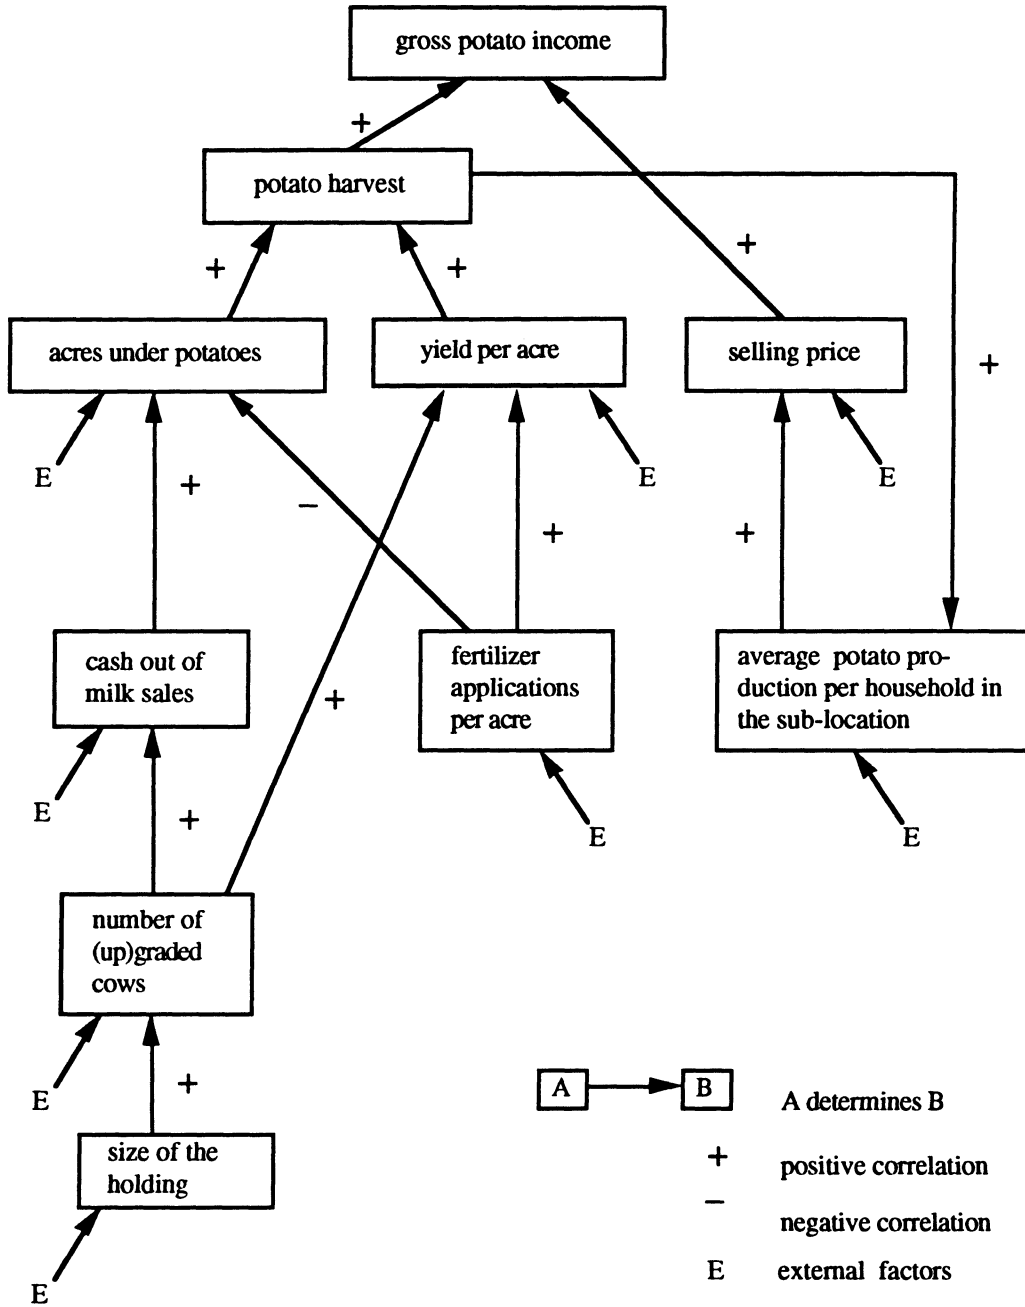 gross potato income
+
potato harvest
+
+
+
+
acres under potatoes
yield per acre
selling price
E
+
−
+
E
+
E
cash out of
milk sales
+
fertilizer
applications
per acre
average potato pro-
duction per household in
the sub-location
E
+
E
E
number of
(up)graded
cows
E
+
size of the
holding
E
A
B
A determines B
+
positive correlation
−
negative correlation
E
external factors